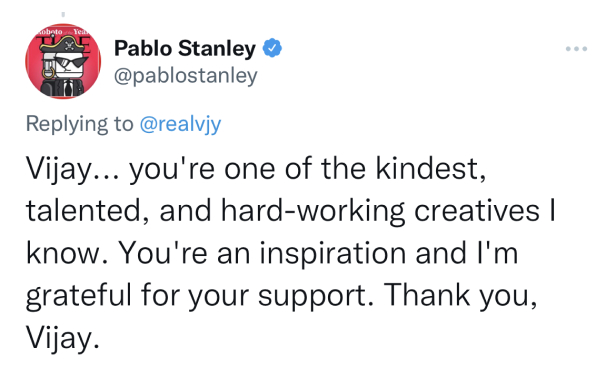 Pablo Stanley
@pablostanley
Replying to @realvjy
Vijay... you're one of the kindest,
talented, and hard-working creatives I
know. You're an inspiration and I'm
grateful for your support. Thank you,
Vijay.